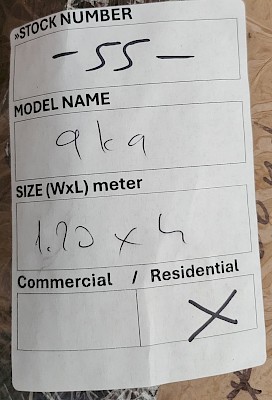 »STOCK NUMBER
- 55 -
MODEL NAME
aka
SIZE (WxL) meter
1.20 x 4
Commercial / Residential
X